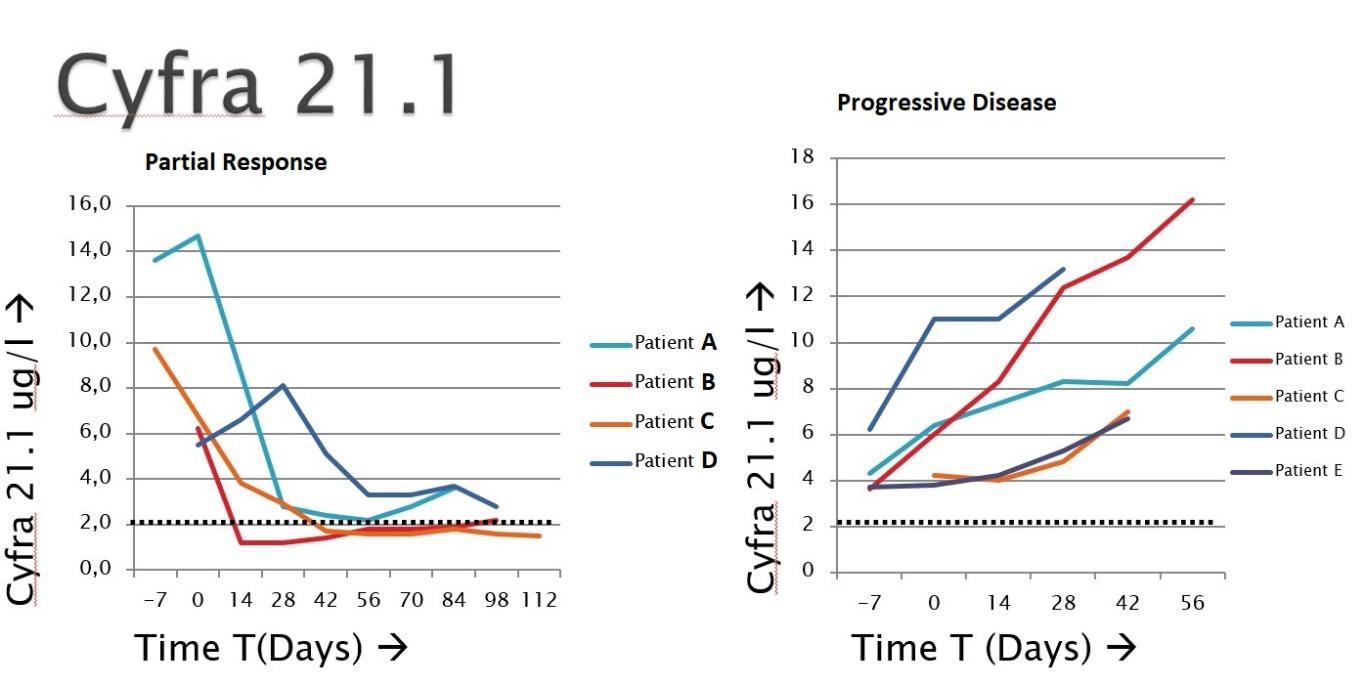 Cyfra 21.1
Partial Response
16,0
14,0
12,0
10,0
8,0
6,0
4,0
2,0
0,0
-7 0 14 28 42 56 70 84 98 112
Cyfra 21.1 ug/l →
Time T(Days) →
Patient A
Patient B
Patient C
Patient D
Progressive Disease
18
16
14
12
10
8
6
4
2
0
-7 0 14 28 42 56
Cyfra 21.1 ug/l →
Time T (Days) →
Patient A
Patient B
Patient C
Patient D
Patient E